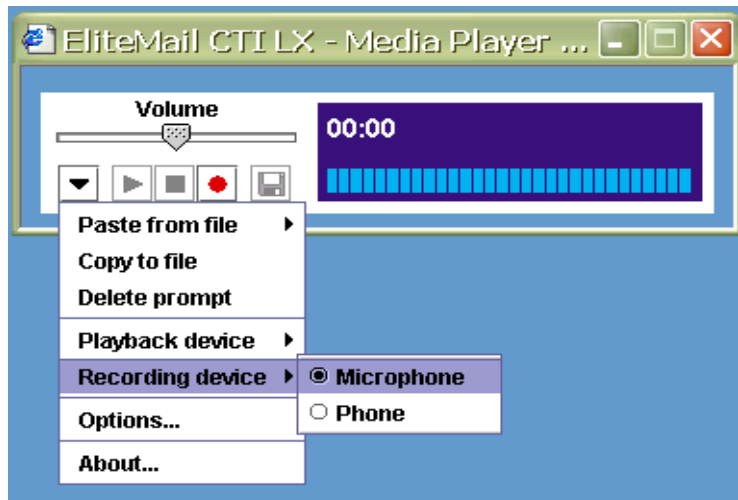 EliteMail CTI LX - Media Player ...
Volume
00:00
Paste from file
Copy to file
Delete prompt
Playback device
Recording device
Microphone
Phone
Options...
About...